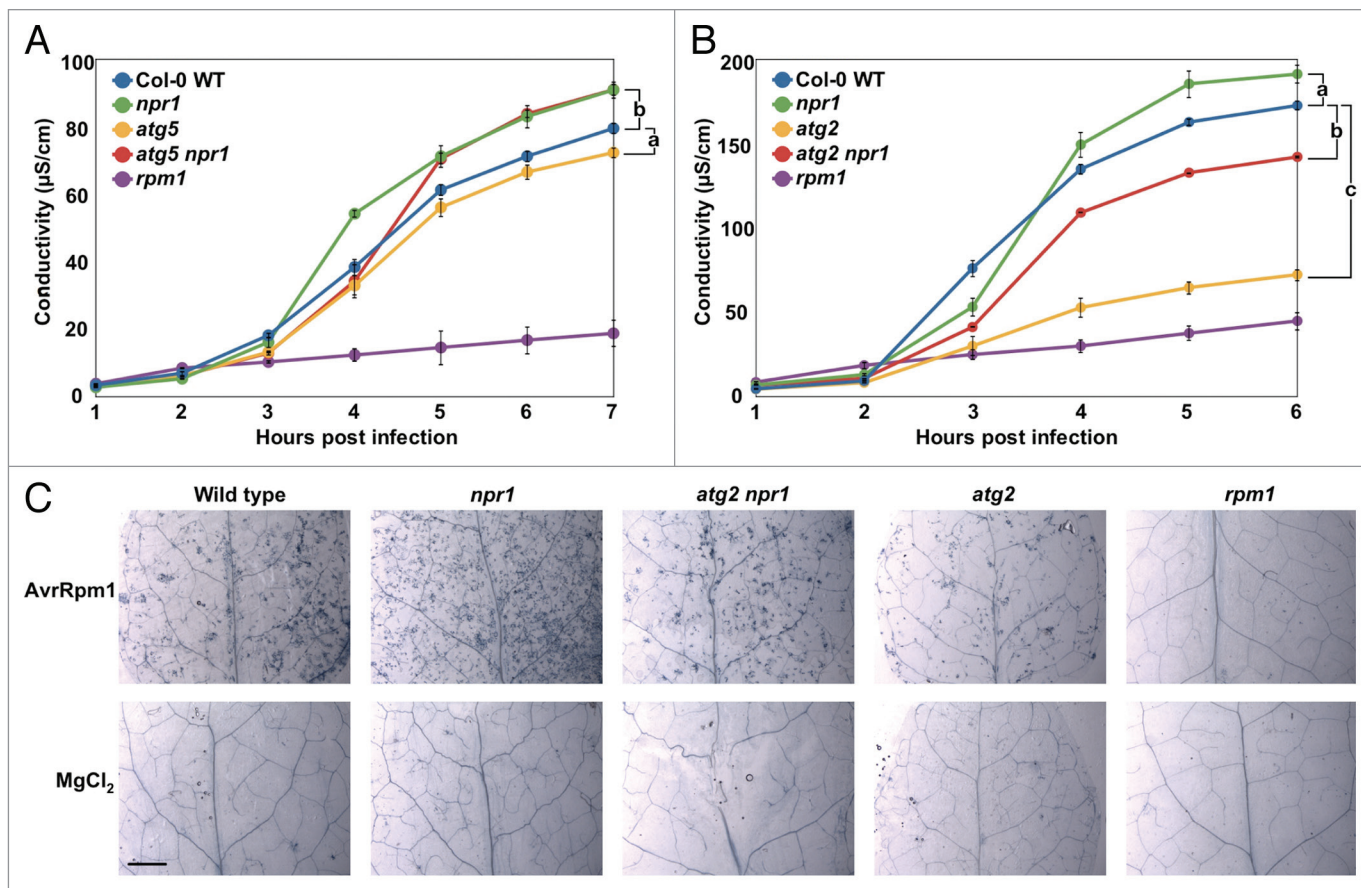 A
100
80
60
40
20
0
Conductivity (µS/cm)
Col-0 WT
npr1
atg5
atg5 npr1
rpm1
b
a
1 2 3 4 5 6 7
Hours post infection
B
200
150
100
50
0
Conductivity (µS/cm)
Col-0 WT
npr1
atg2
atg2 npr1
rpm1
a
b
c
1 2 3 4 5 6
Hours post infection
C
Wild type npr1 atg2 npr1 atg2 rpm1
AvrRpm1
MgCl₂